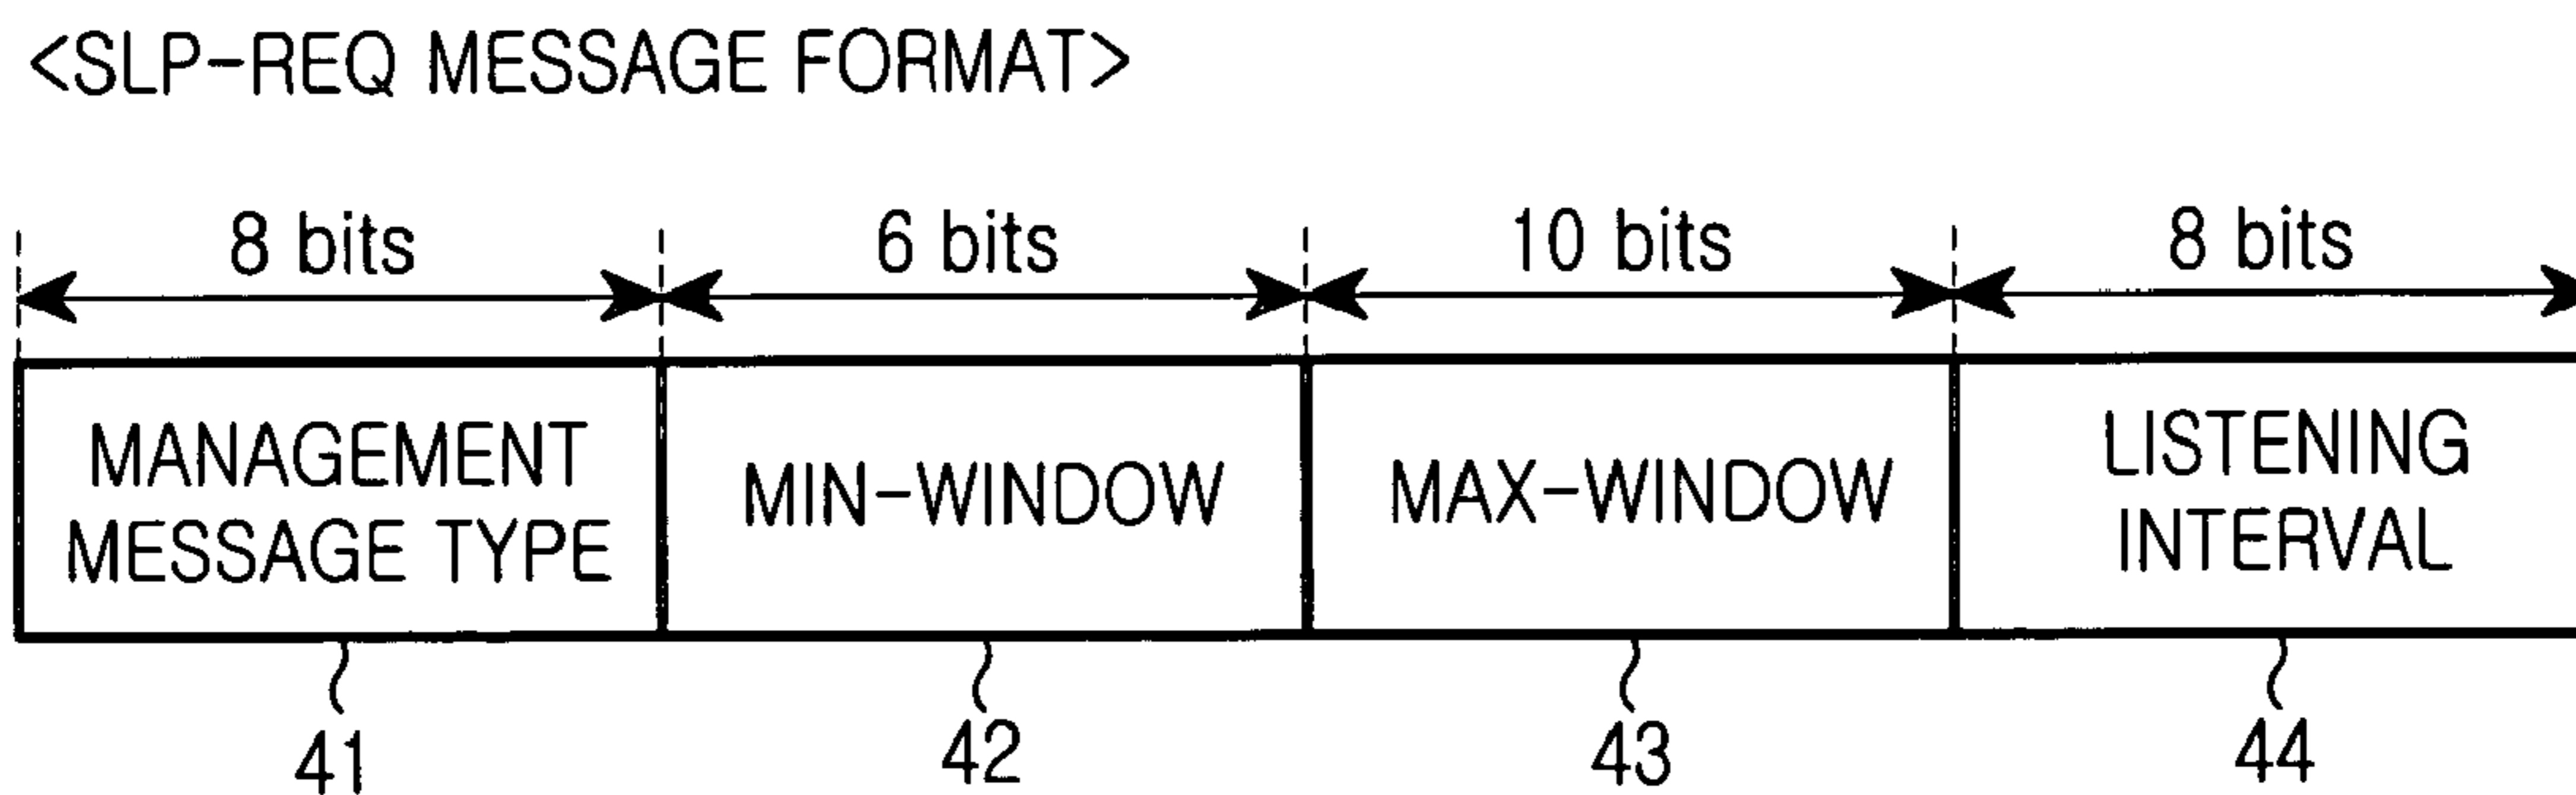 <SLP-REQ MESSAGE FORMAT>
8 bits 6 bits 10 bits 8 bits
MANAGEMENT
MESSAGE TYPE
MIN-WINDOW
MAX-WINDOW
LISTENING
INTERVAL
41 42 43 44